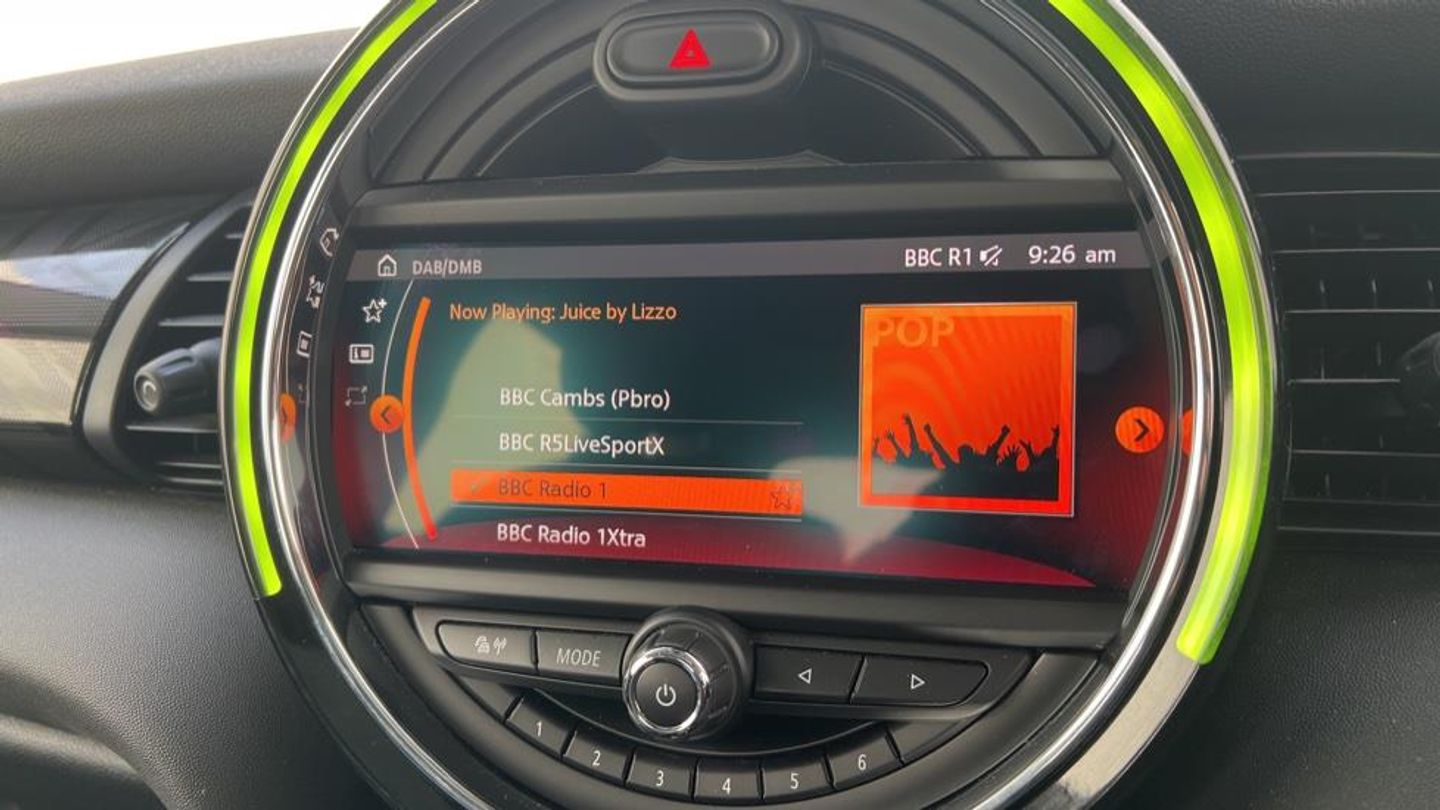 DAB/DMB
BBC R1 9:26 am
Now Playing: Juice by Lizzo
POP
BBC Cambs (Pbro)
BBC R5LiveSportX
BBC Radio 1
BBC Radio 1Xtra
MODE
1 2 3 4 5 6